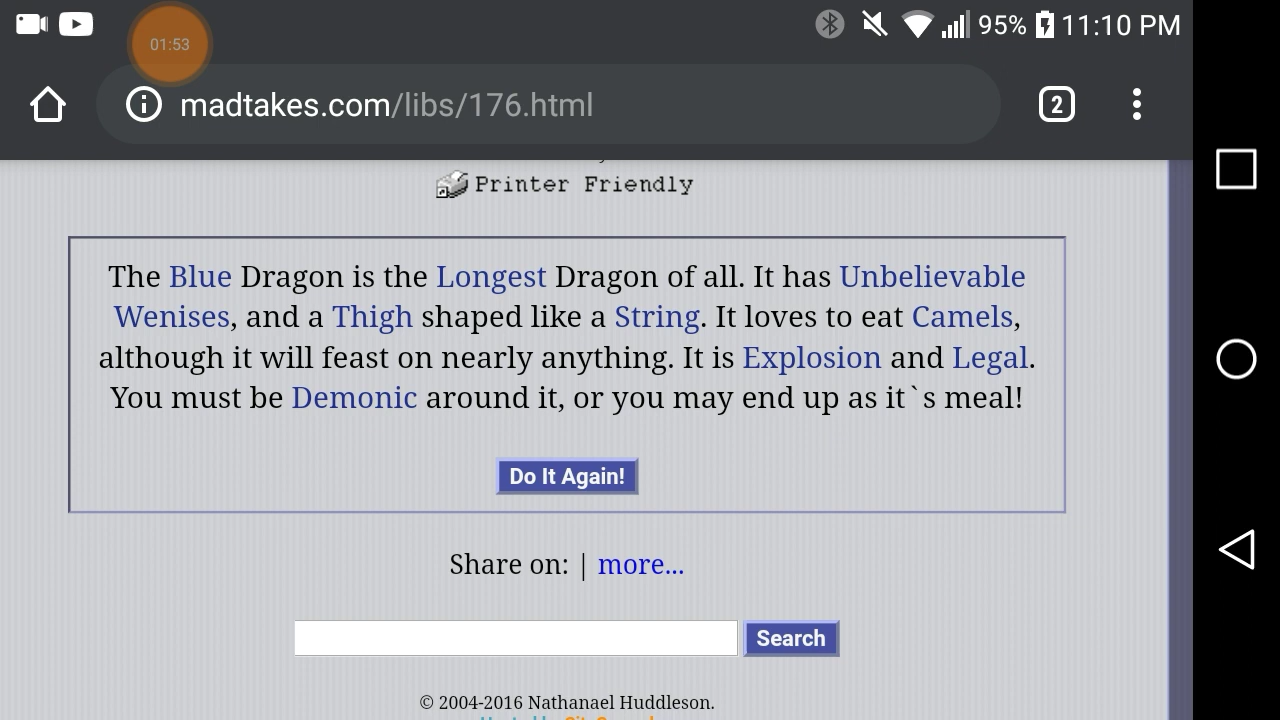 01:53
95% 11:10 PM
madtakes.com/libs/176.html
2
Printer Friendly
The Blue Dragon is the Longest Dragon of all. It has Unbelievable
Wenises, and a Thigh shaped like a String. It loves to eat Camels,
although it will feast on nearly anything. It is Explosion and Legal.
You must be Demonic around it, or you may end up as it`s meal!
Do It Again!
Share on: | more...
Search
© 2004-2016 Nathanael Huddleson.